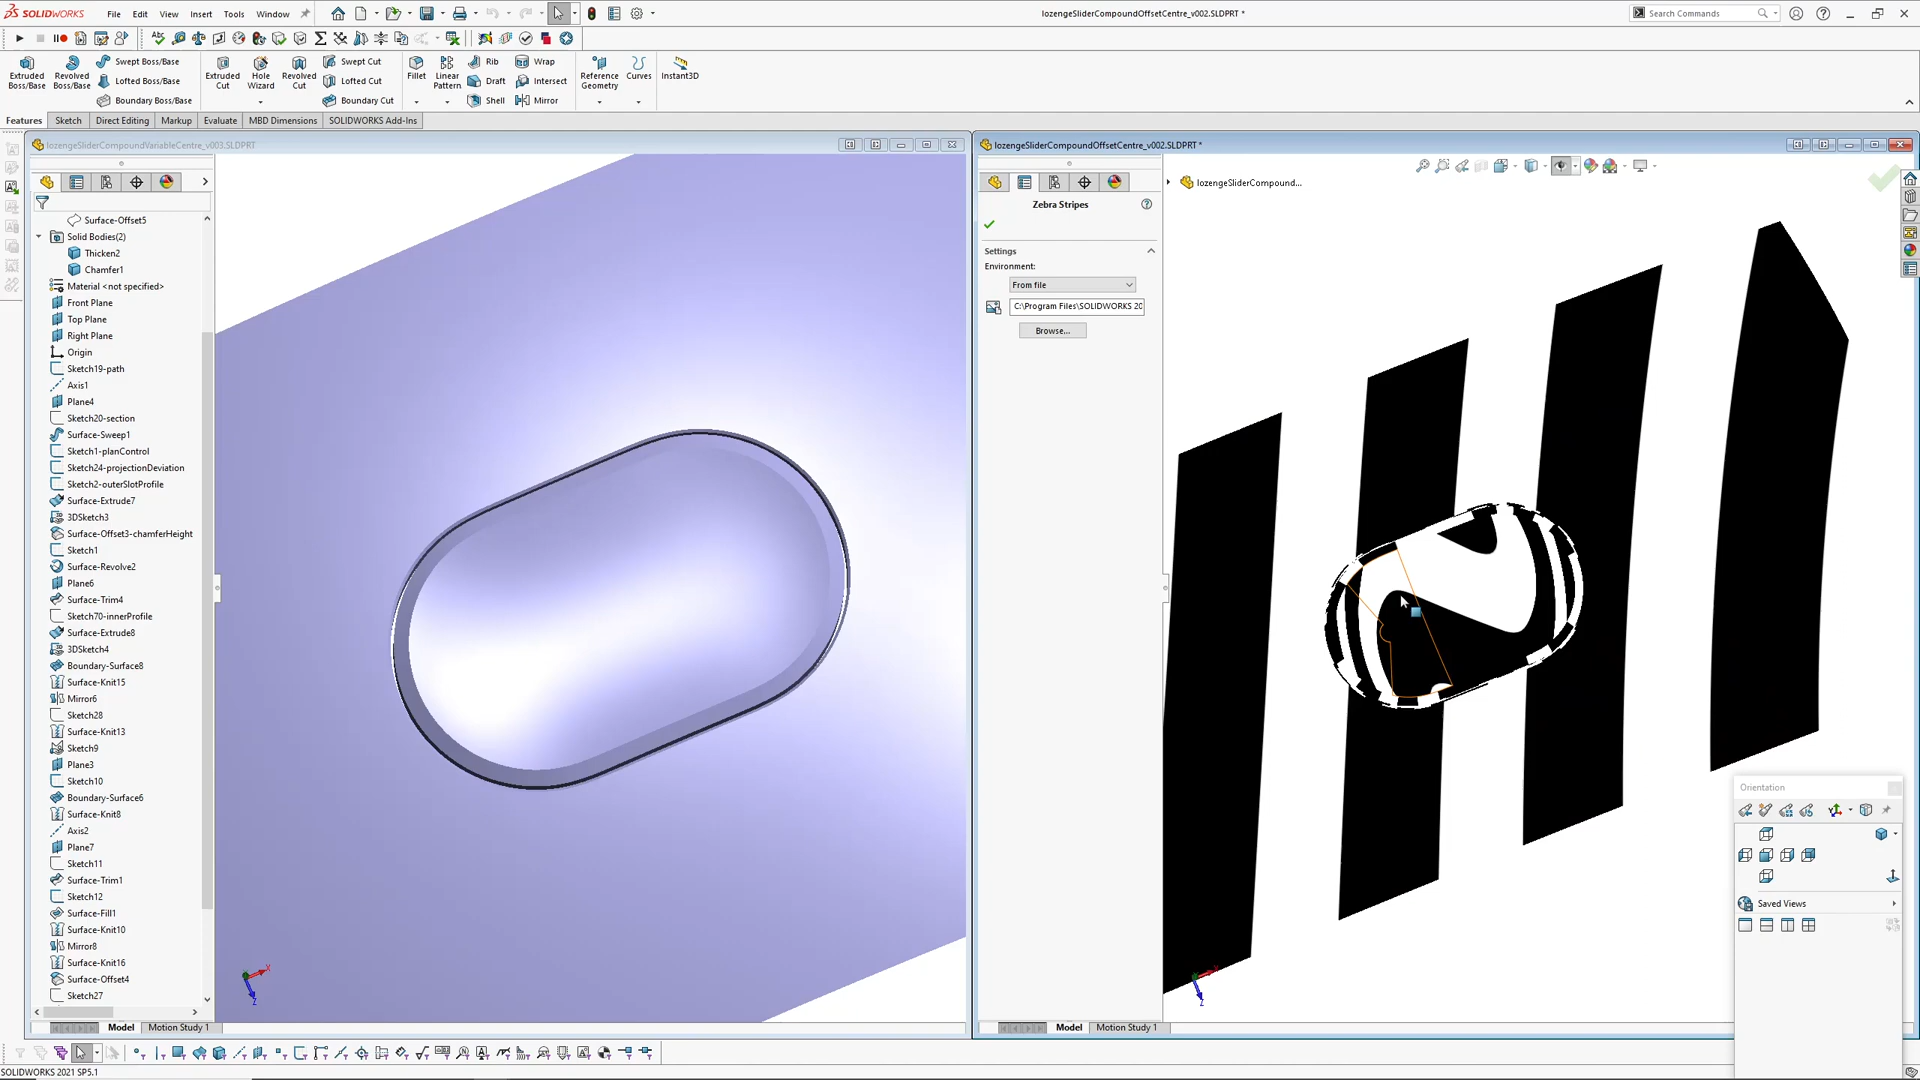 SOLIDWORKS
File
Edit
View
Insert
Tools
Window
lozengeSliderCompoundOffsetCentre_v002.SLDPRT *
Search Commands
Extruded Boss/Base
Revolved Boss/Base
Swept Boss/Base
Lofted Boss/Base
Boundary Boss/Base
Extruded Cut
Hole Wizard
Revolved Cut
Swept Cut
Lofted Cut
Boundary Cut
Fillet
Linear Pattern
Rib
Draft
Shell
Wrap
Intersect
Mirror
Reference Geometry
Curves
Instant3D
Features
Sketch
Direct Editing
Markup
Evaluate
MBD Dimensions
SOLIDWORKS Add-Ins
lozengeSliderCompoundVariableCentre_v003.SLDPRT
Surface-Offset5
Solid Bodies(2)
Thicken2
Chamfer1
Material <not specified>
Front Plane
Top Plane
Right Plane
Origin
Sketch19-path
Axis1
Plane4
Sketch20-section
Surface-Sweep1
Sketch1-planControl
Sketch24-projectionDeviation
Sketch2-outerSlotProfile
Surface-Extrude7
3DSketch3
Surface-Offset3-chamferHeight
Sketch1
Surface-Revolve2
Plane6
Surface-Trim4
Sketch70-innerProfile
Surface-Extrude8
3DSketch4
Boundary-Surface8
Surface-Knit15
Mirror6
Sketch28
Surface-Knit13
Sketch9
Plane3
Sketch10
Boundary-Surface6
Surface-Knit8
Axis2
Plane7
Sketch11
Surface-Trim1
Sketch12
Surface-Fill1
Surface-Knit10
Mirror8
Surface-Knit16
Surface-Offset4
Sketch27
X
Z
Model
Motion Study 1
lozengeSliderCompoundOffsetCentre_v002.SLDPRT *
Zebra Stripes
Settings
Environment:
From file
C:\Program Files\SOLIDWORKS 20
Browse...
lozengeSliderCompound...
X
Z
Model
Motion Study 1
Orientation
Saved Views
SOLIDWORKS 2021 SP5.1